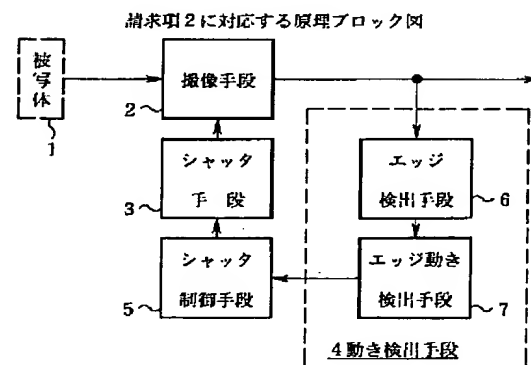 請求項2に対応する原理ブロック図
被写体
1
撮像手段
2
シャッタ
手段
3
シャッタ
制御手段
5
エッジ
検出手段
6
エッジ動き
検出手段
7
4動き検出手段